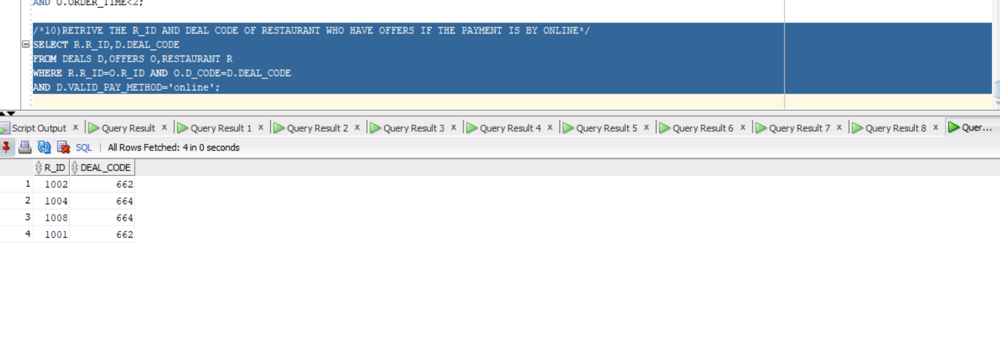 AND O.ORDER_TIME<2;
/*10)RETRIVE THE R_ID AND DEAL CODE OF RESTAURANT WHO HAVE OFFERS IF THE PAYMENT IS BY ONLINE*/
SELECT R.R_ID,D.DEAL_CODE
FROM DEALS D,OFFERS O,RESTAURANT R
WHERE R.R_ID=O.R_ID AND O.D_CODE=D.DEAL_CODE
AND D.VALID_PAY_METHOD='online';
Script Output x Query Result x Query Result 1 x Query Result 2 x Query Result 3 x Query Result 4 x Query Result 5 x Query Result 6 x Query Result 7 x Query Result 8 x Quer...
SQL | All Rows Fetched: 4 in 0 seconds
R_ID DEAL_CODE
1 1002 662
2 1004 664
3 1008 664
4 1001 662